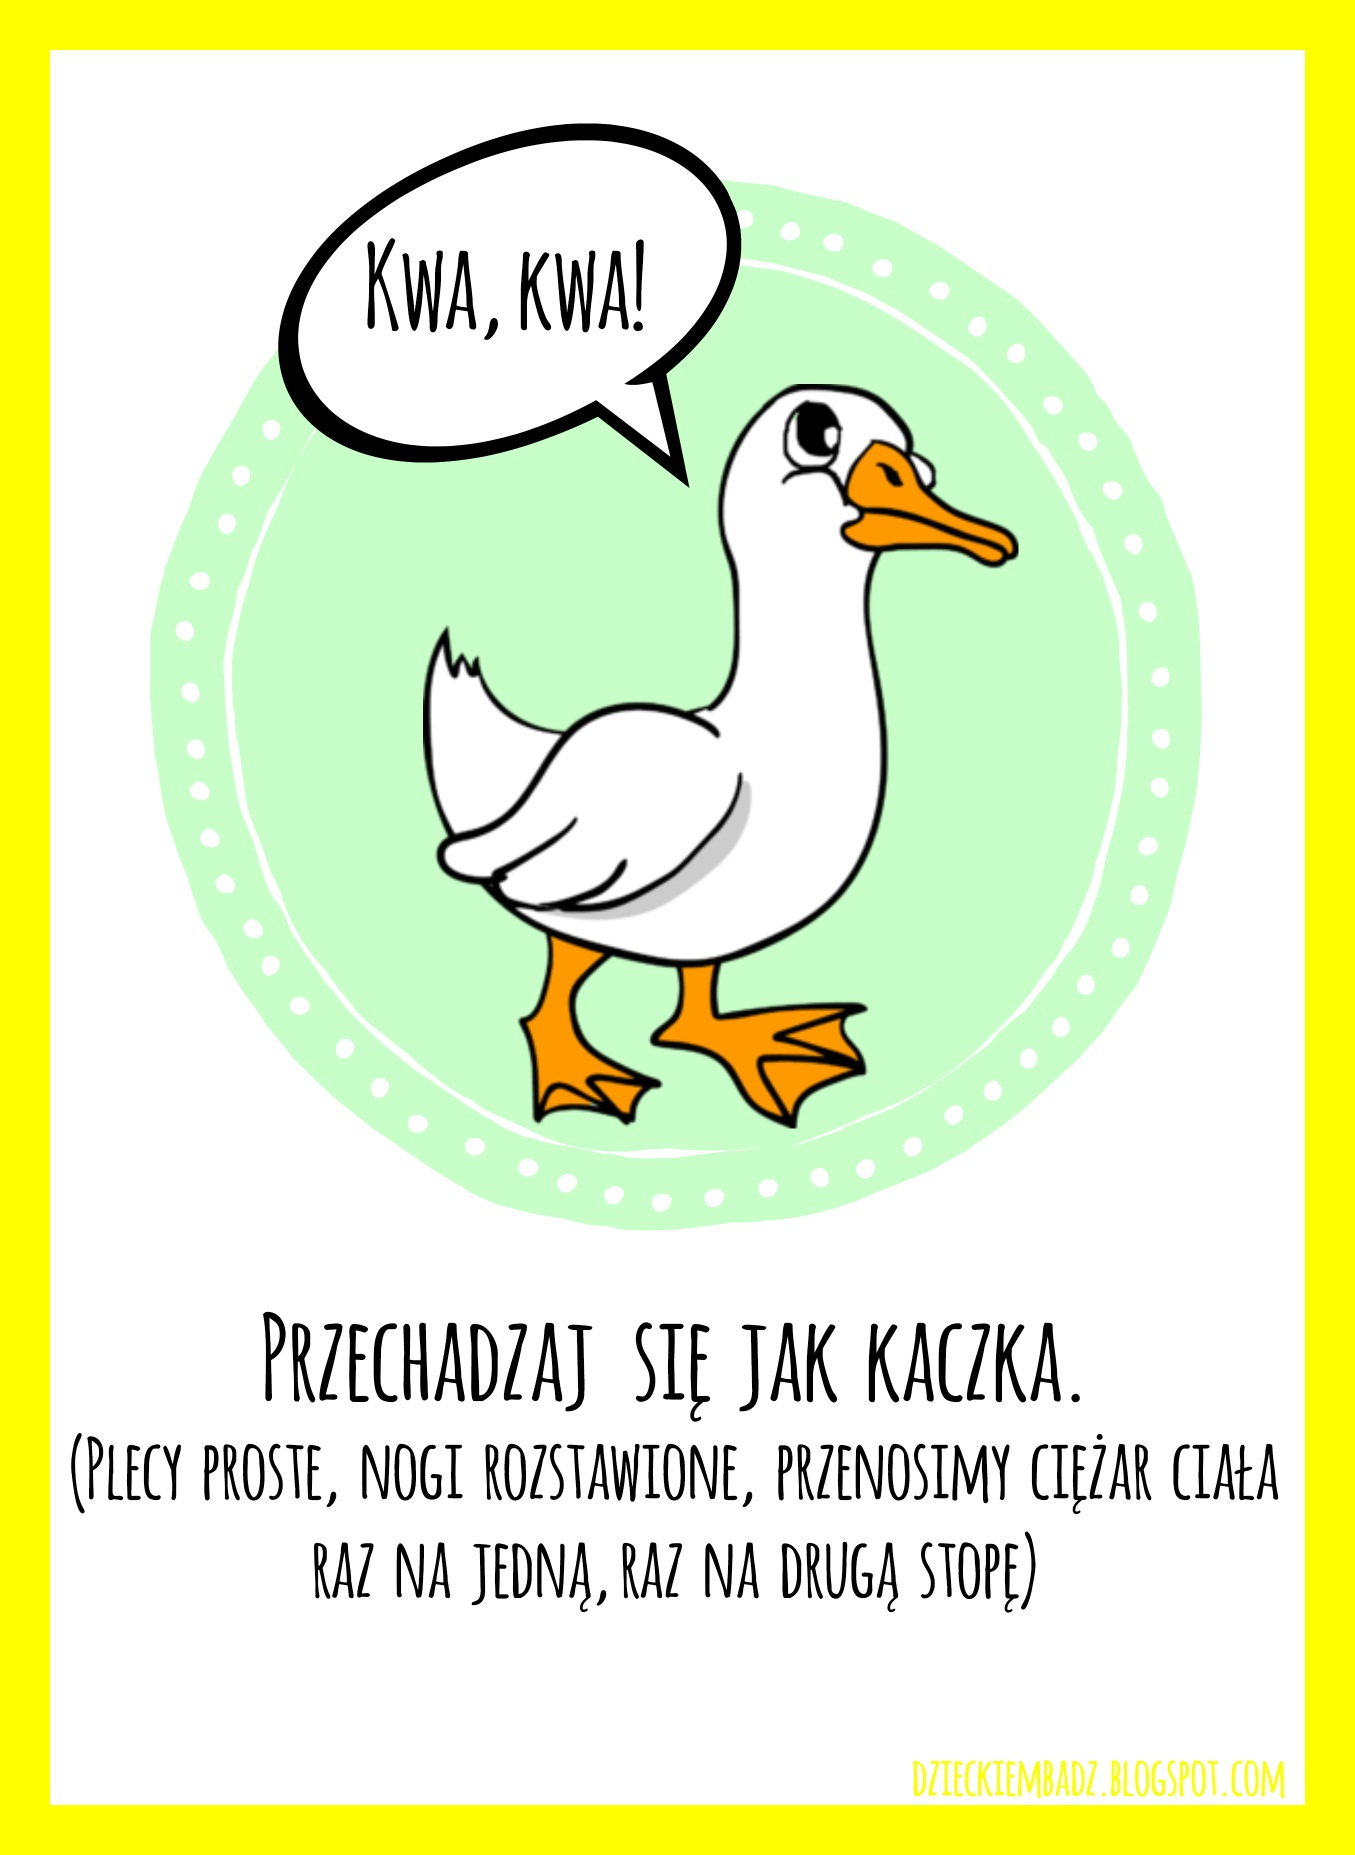 Kwa, kwa!
Przechadzaj się jak kaczka.
(Plecy proste, nogi rozstawione, przenosimy ciężar ciała
raz na jedną, raz na drugą stopę)
dzieckiembadz.blogspot.com